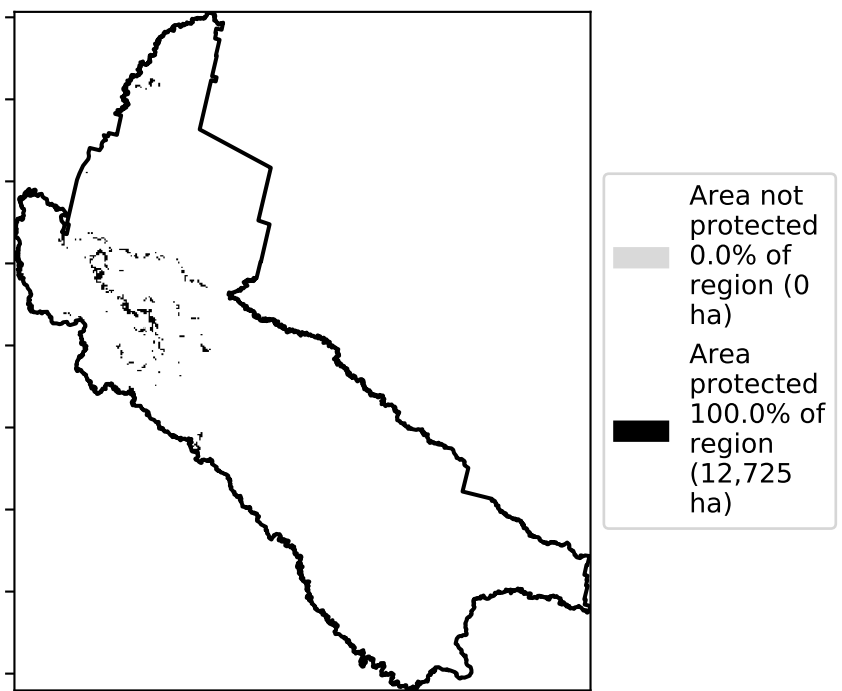 Area not
protected
0.0% of
region (0
ha)
Area
protected
100.0% of
region
(12,725
ha)